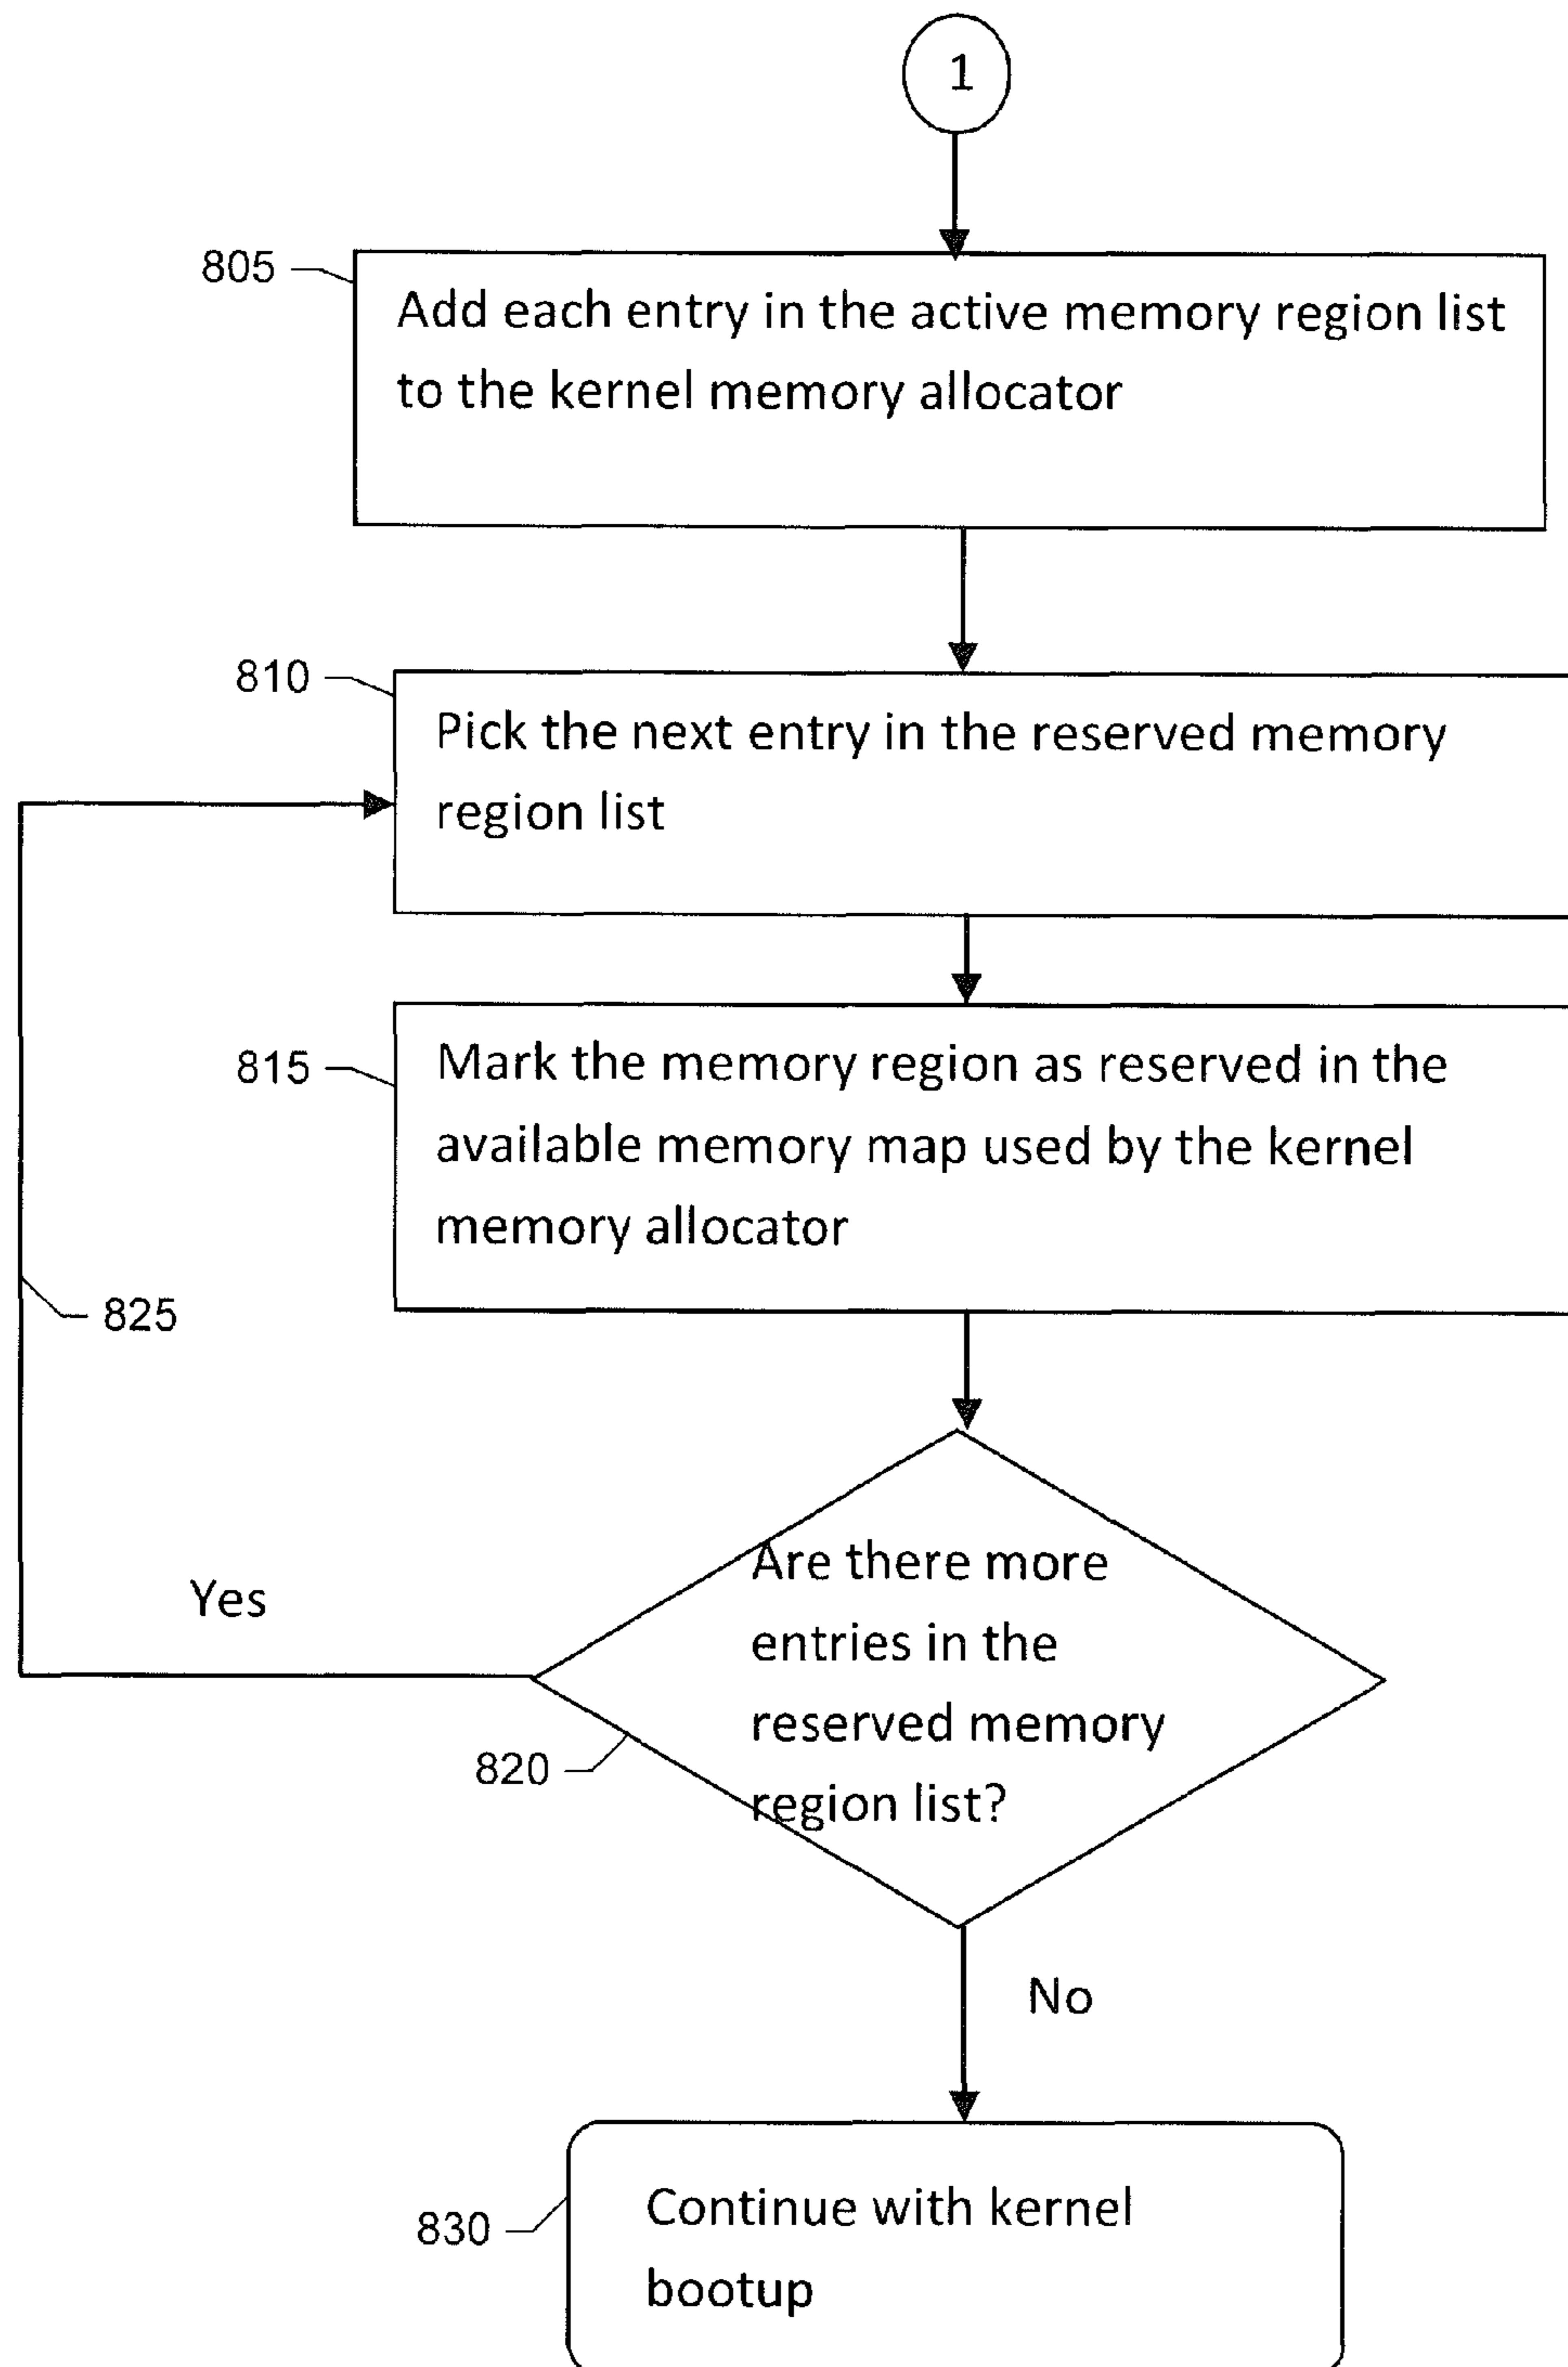 1
805
Add each entry in the active memory region list
to the kernel memory allocator
810
Pick the next entry in the reserved memory
region list
815
Mark the memory region as reserved in the
available memory map used by the kernel
memory allocator
825
Yes
Are there more
entries in the
reserved memory
region list?
820
No
830
Continue with kernel
bootup